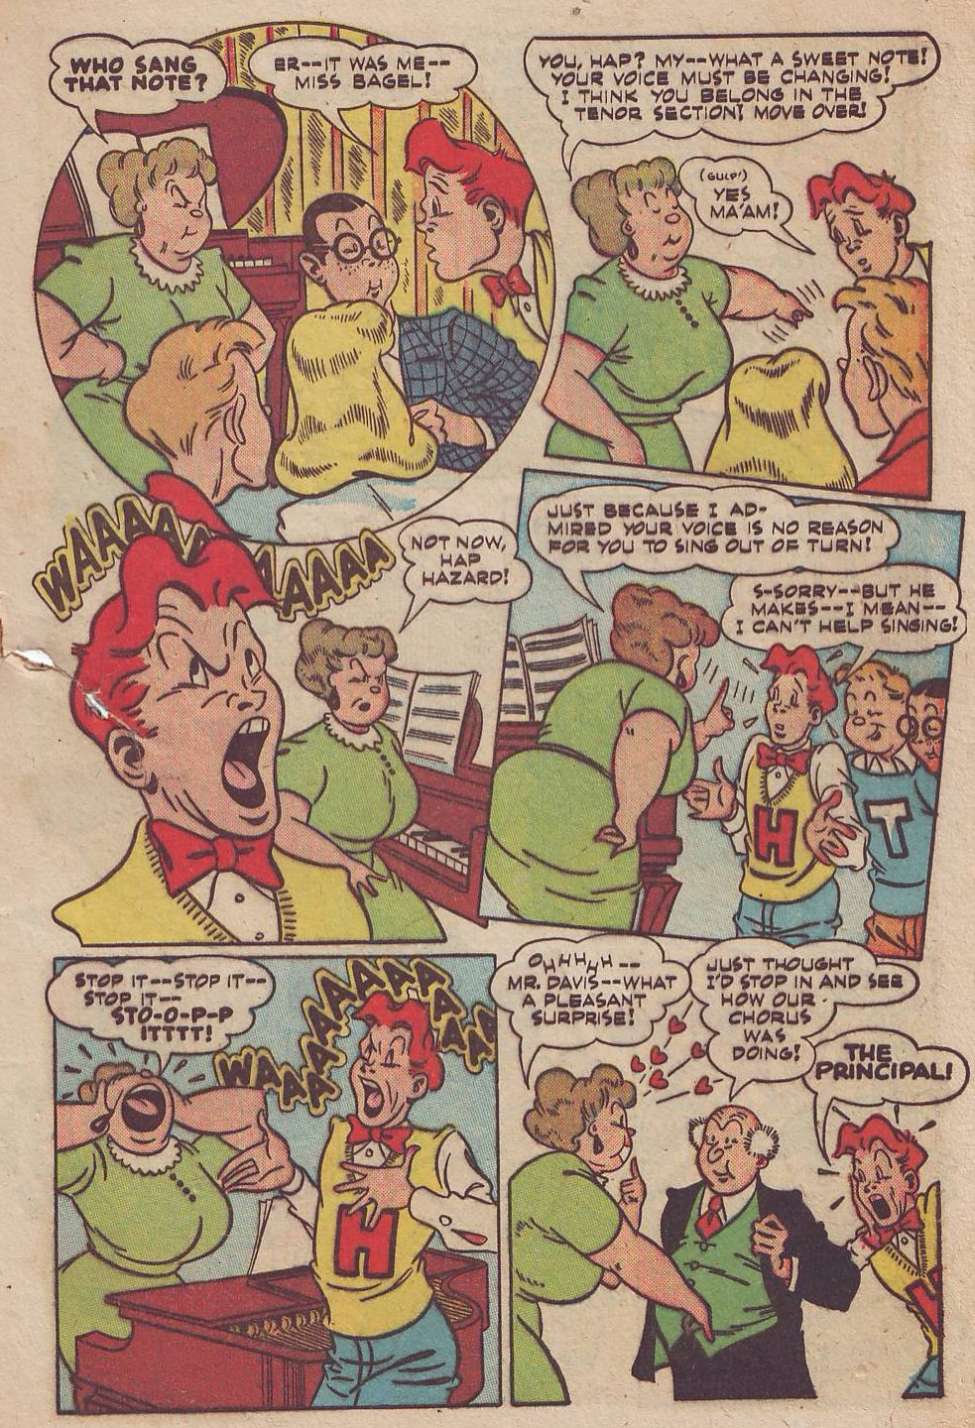 WHO SANG
THAT NOTE?
ER--IT WAS ME--
MISS BAGEL!
YOU, HAP? MY--WHAT A SWEET NOTE!
YOUR VOICE MUST BE CHANGING!
I THINK YOU BELONG IN THE
TENOR SECTION! MOVE OVER!
(GULP!)
YES
MA'AM!
WAAAAAAAAAAA
NOT NOW,
HAP
HAZARD!
JUST BECAUSE I AD-
MIRED YOUR VOICE IS NO REASON
FOR YOU TO SING OUT OF TURN!
S-SORRY--BUT HE
MAKES--I MEAN--
I CAN'T HELP SINGING!
H
T
STOP IT--STOP IT--
STOP IT--
STO-O-P-P
ITTTT!
WAAAAAAAAAAAAA
H
OUHHHUH--
MR. DAVIS--WHAT
A PLEASANT
SURPRISE!
JUST THOUGHT
I'D STOP IN AND SEE
HOW OUR
CHORUS
WAS
DOING!
THE
PRINCIPAL!
H